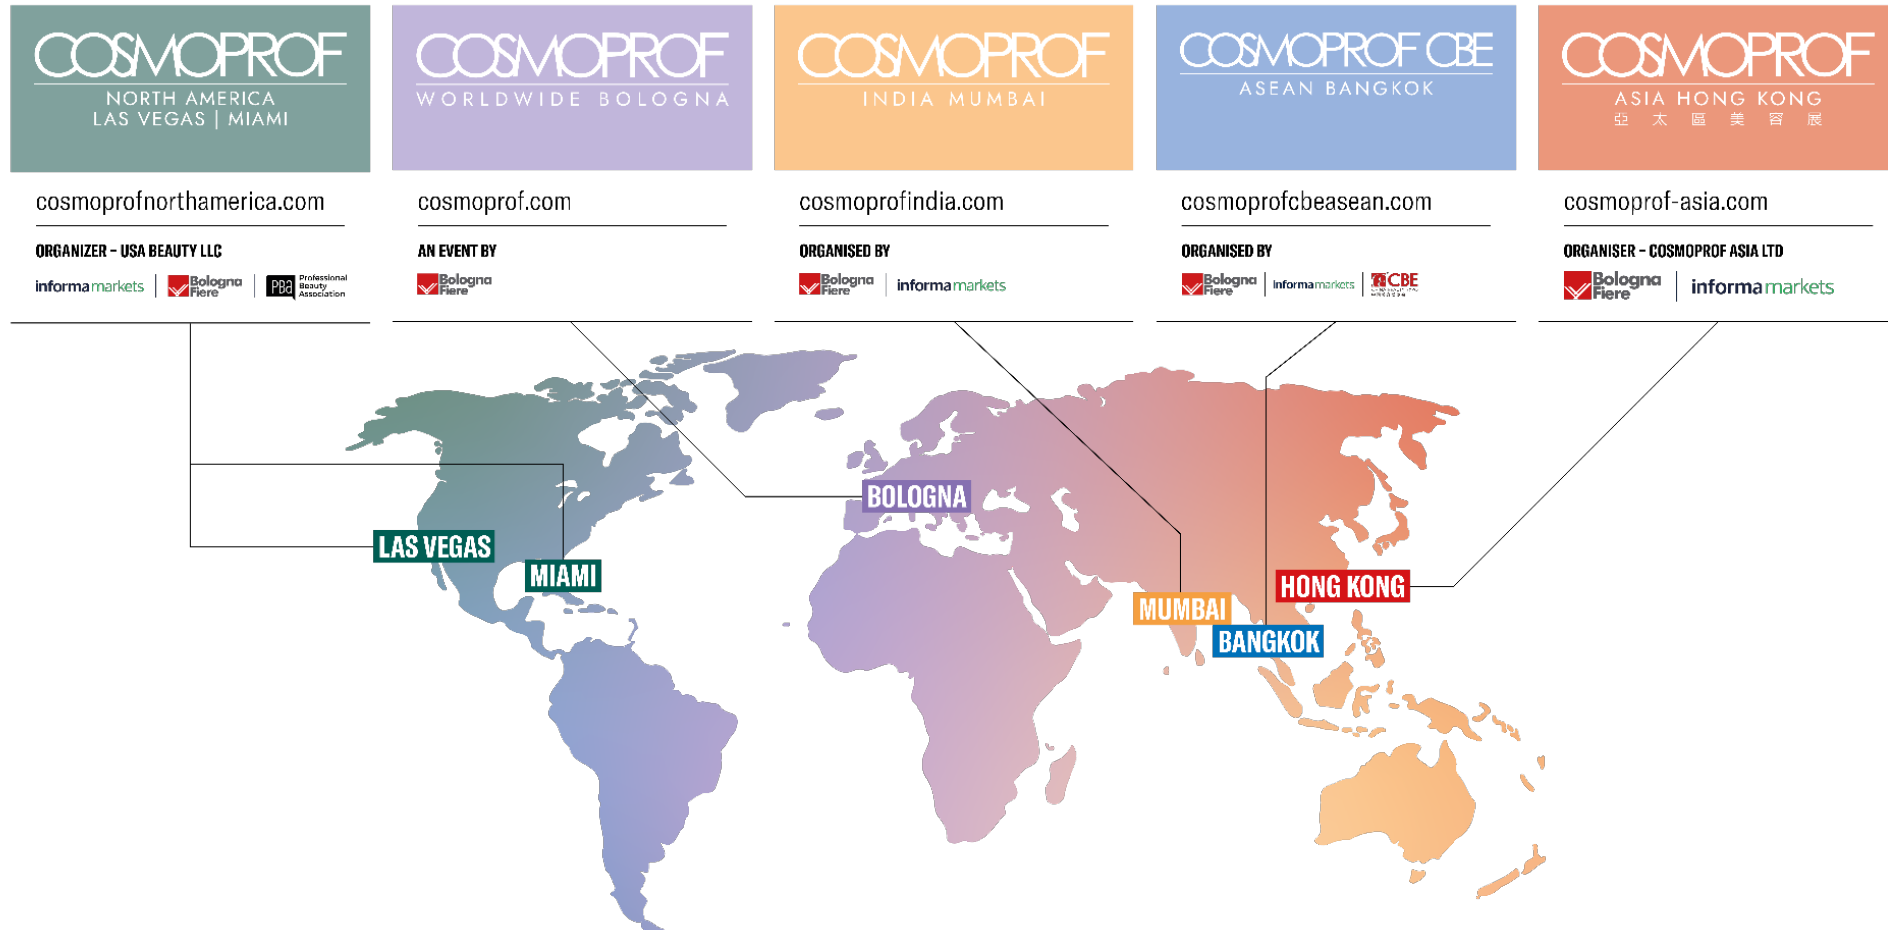 COSMOPROF
NORTH AMERICA
LAS VEGAS | MIAMI
cosmoprofnorthamerica.com
ORGANIZER – USA BEAUTY LLC
informa markets
Bologna
Fiere
PBa
Professional
Beauty
Association
COSMOPROF
WORLDWIDE BOLOGNA
cosmoprof.com
AN EVENT BY
Bologna
Fiere
COSMOPROF
INDIA MUMBAI
cosmoprofindia.com
ORGANISED BY
Bologna
Fiere
informa markets
COSMOPROF CBE
ASEAN BANGKOK
cosmoprofcbeasean.com
ORGANISED BY
Bologna
Fiere
informa markets
CBE
COSMOPROF
ASIA HONG KONG
亞太區美容展
cosmoprof-asia.com
ORGANISER – COSMOPROF ASIA LTD
Bologna
Fiere
informa markets
BOLOGNA
LAS VEGAS
MIAMI
HONG KONG
MUMBAI
BANGKOK